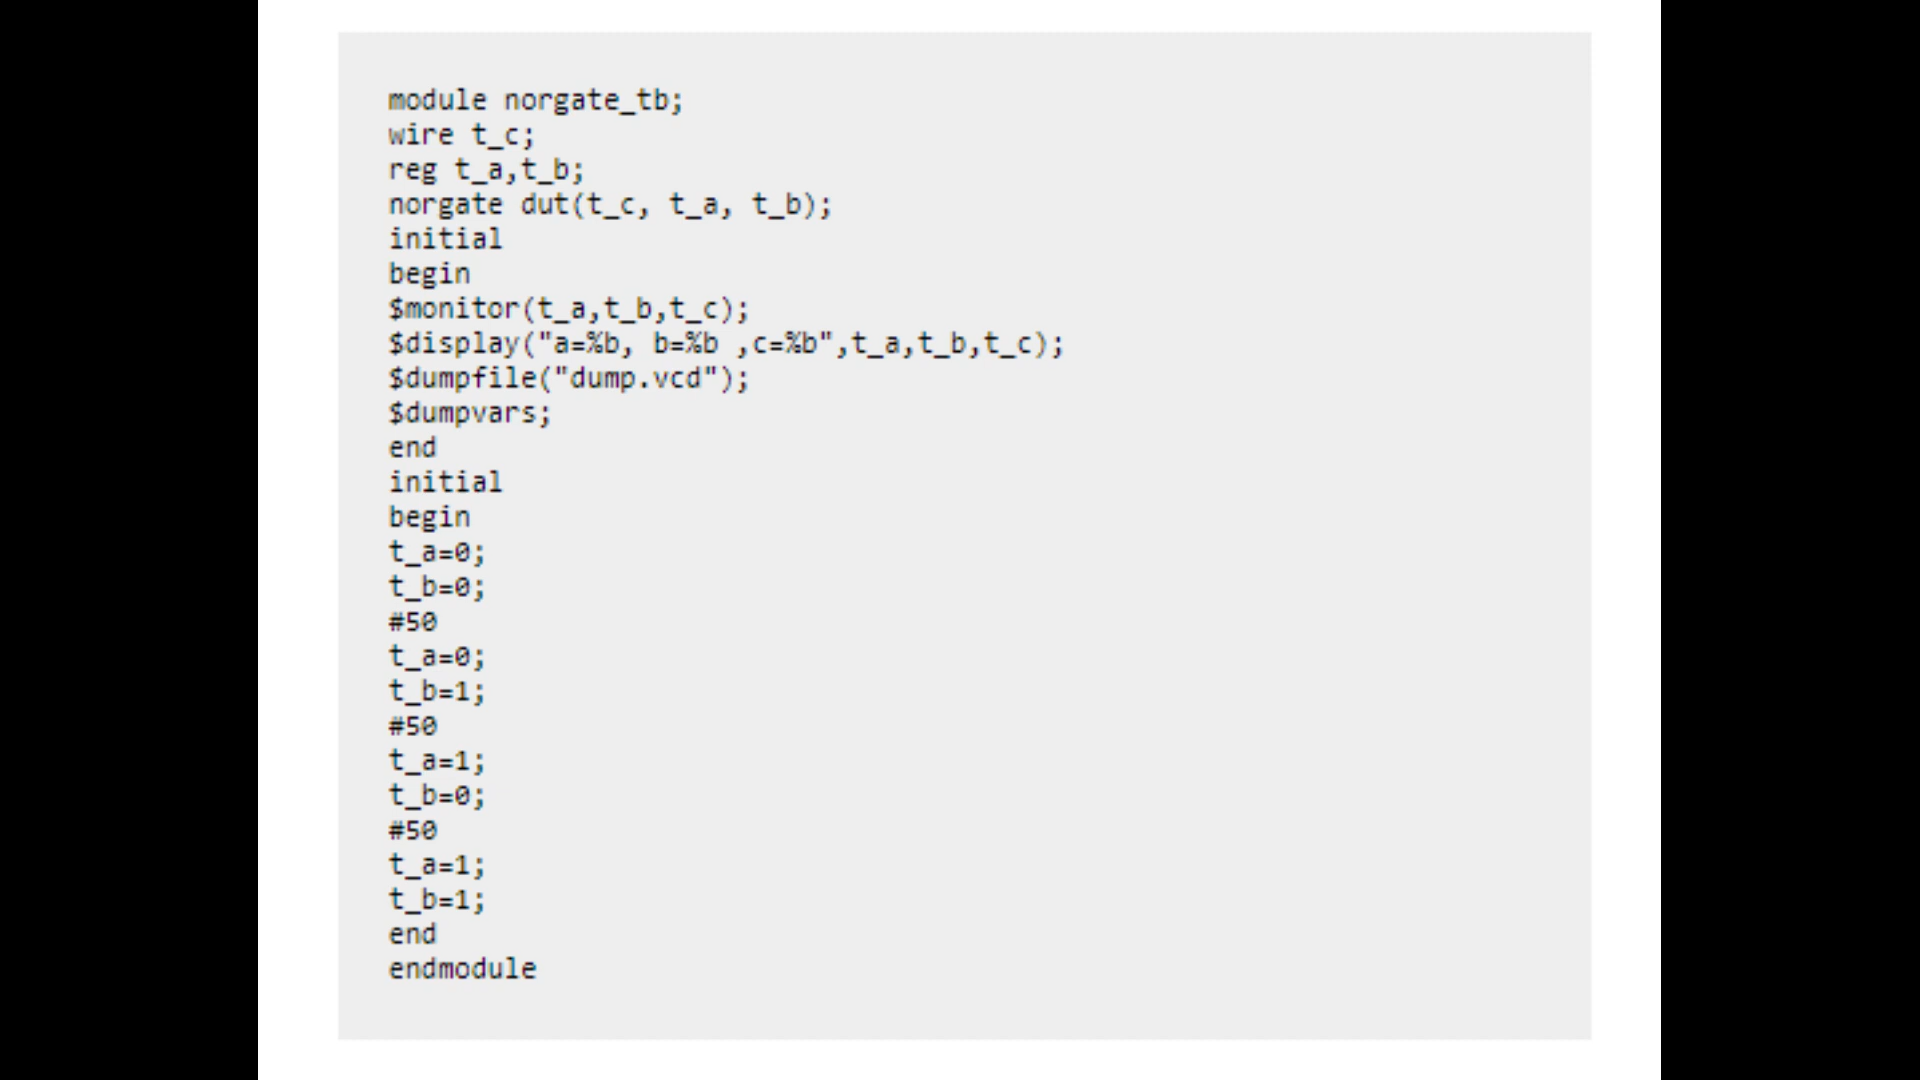 module norgate_tb;
wire t_c;
reg t_a,t_b;
norgate dut(t_c, t_a, t_b);
initial
begin
$monitor(t_a,t_b,t_c);
$display("a=%b, b=%b ,c=%b",t_a,t_b,t_c);
$dumpfile("dump.vcd");
$dumpvars;
end
initial
begin
t_a=0;
t_b=0;
#50
t_a=0;
t_b=1;
#50
t_a=1;
t_b=0;
#50
t_a=1;
t_b=1;
end
endmodule